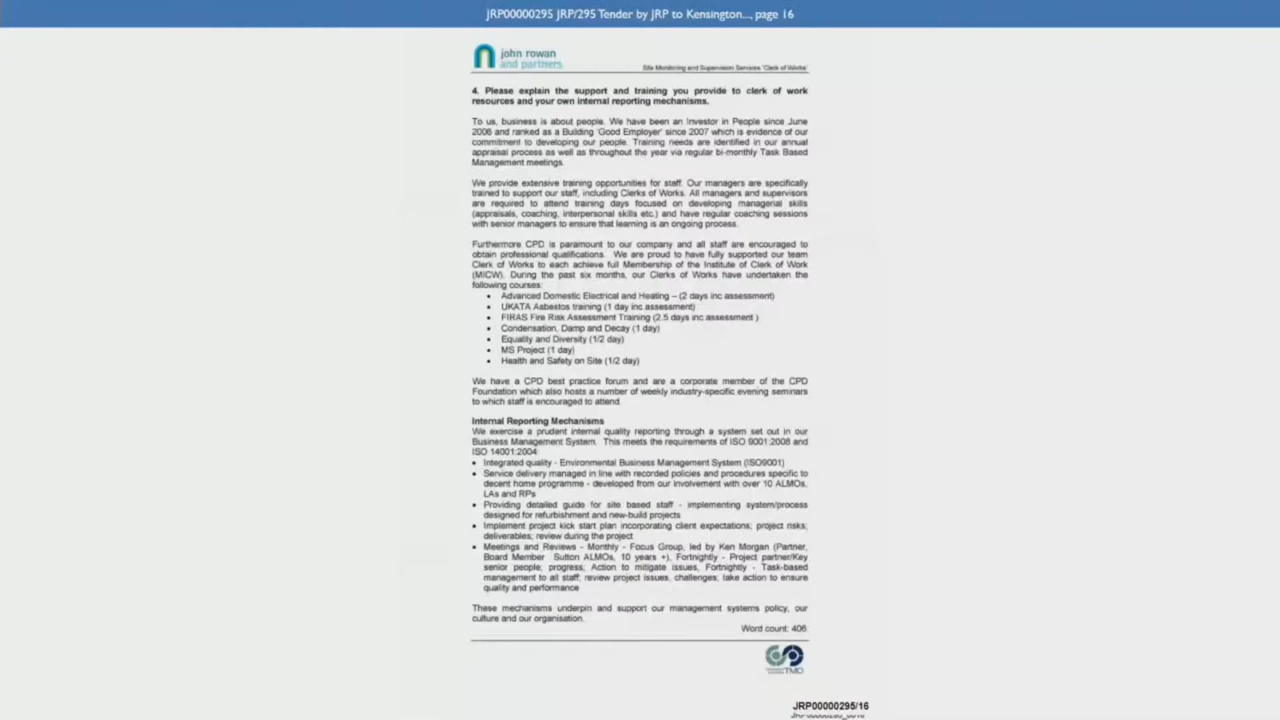 JRP00000295 JRP/295 Tender by JRP to Kensington..., page 16
john rowan
and partners
Site Monitoring and Supervision Services 'Clerk of Works'
4. Please explain the support and training you provide to clerk of work
resources and your own internal reporting mechanisms.
To us, business is about people. We have been an Investor in People since June
2006 and ranked as a Building 'Good Employer' since 2007 which is evidence of our
commitment to developing our people. Training needs are identified in our annual
appraisal process as well as throughout the year via regular bi-monthly Task Based
Management meetings.
We provide extensive training opportunities for staff. Our managers are specifically
trained to support our staff, including Clerks of Works. All managers and supervisors
are required to attend training days focused on developing managerial skills
(appraisals, coaching, interpersonal skills etc.) and have regular coaching sessions
with senior managers to ensure that learning is an ongoing process.
Furthermore CPD is paramount to our company and all staff are encouraged to
obtain professional qualifications. We are proud to have fully supported our team
Clerk of Works to each achieve full Membership of the Institute of Clerk of Work
(MICW). During the past six months, our Clerks of Works have undertaken the
following courses:
• Advanced Domestic Electrical and Heating – (2 days inc assessment)
• UKATA Asbestos training (1 day inc assessment)
• FIRAS Fire Risk Assessment Training (2.5 days inc assessment )
• Condensation, Damp and Decay (1 day)
• Equality and Diversity (1/2 day)
• MS Project (1 day)
• Health and Safety on Site (1/2 day)
We have a CPD best practice forum and are a corporate member of the CPD
Foundation which also hosts a number of weekly industry-specific evening seminars
to which staff is encouraged to attend.
Internal Reporting Mechanisms
We exercise a prudent internal quality reporting through a system set out in our
Business Management System. This meets the requirements of ISO 9001:2008 and
ISO 14001:2004:
• Integrated quality - Environmental Business Management System (ISO9001)
• Service delivery managed in line with recorded policies and procedures specific to
decent home programme - developed from our involvement with over 10 ALMOs,
LAs and RPs
• Providing detailed guide for site based staff - implementing system/process
designed for refurbishment and new-build projects
• Implement project kick start plan incorporating client expectations; project risks;
deliverables; review during the project
• Meetings and Reviews - Monthly - Focus Group, led by Ken Morgan (Partner,
Board Member Sutton ALMOs, 10 years +), Fortnightly - Project partner/Key
senior people; progress; Action to mitigate issues, Fortnightly - Task-based
management to all staff; review project issues, challenges; take action to ensure
quality and performance
These mechanisms underpin and support our management systems policy, our
culture and our organisation.
Word count: 406
TMO
JRP00000295/16